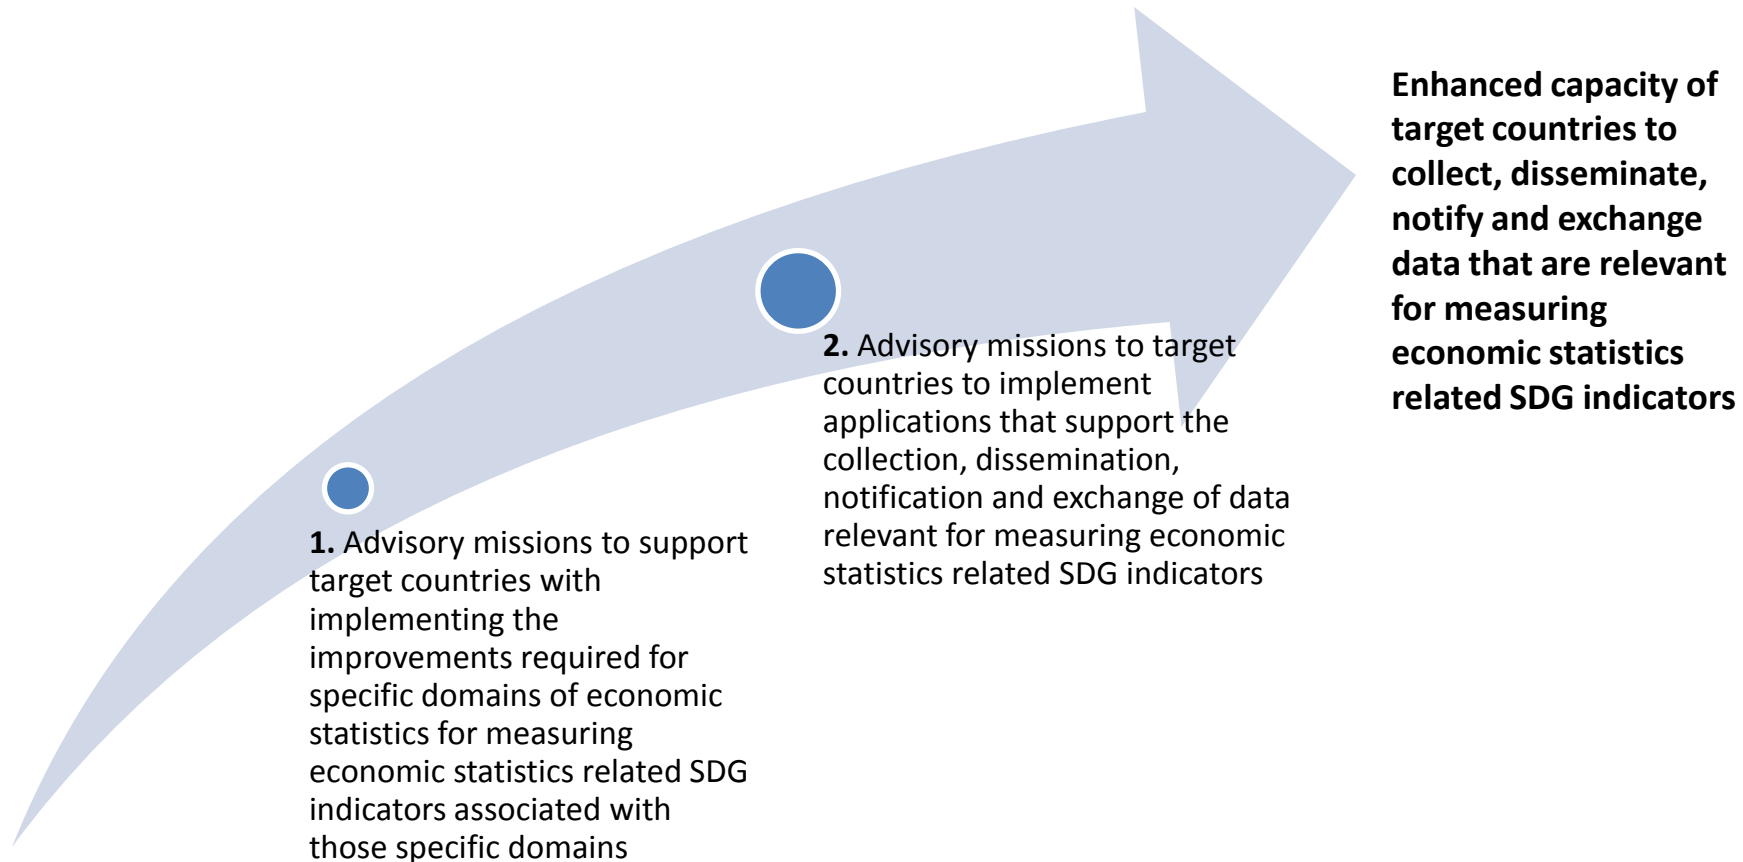 Enhanced capacity of
target countries to
collect, disseminate,
notify and exchange
data that are relevant
for measuring
economic statistics
related SDG indicators
2. Advisory missions to target
countries to implement
applications that support the
collection, dissemination,
notification and exchange of data
relevant for measuring economic
statistics related SDG indicators
1. Advisory missions to support
target countries with
implementing the
improvements required for
specific domains of economic
statistics for measuring
economic statistics related SDG
indicators associated with
those specific domains